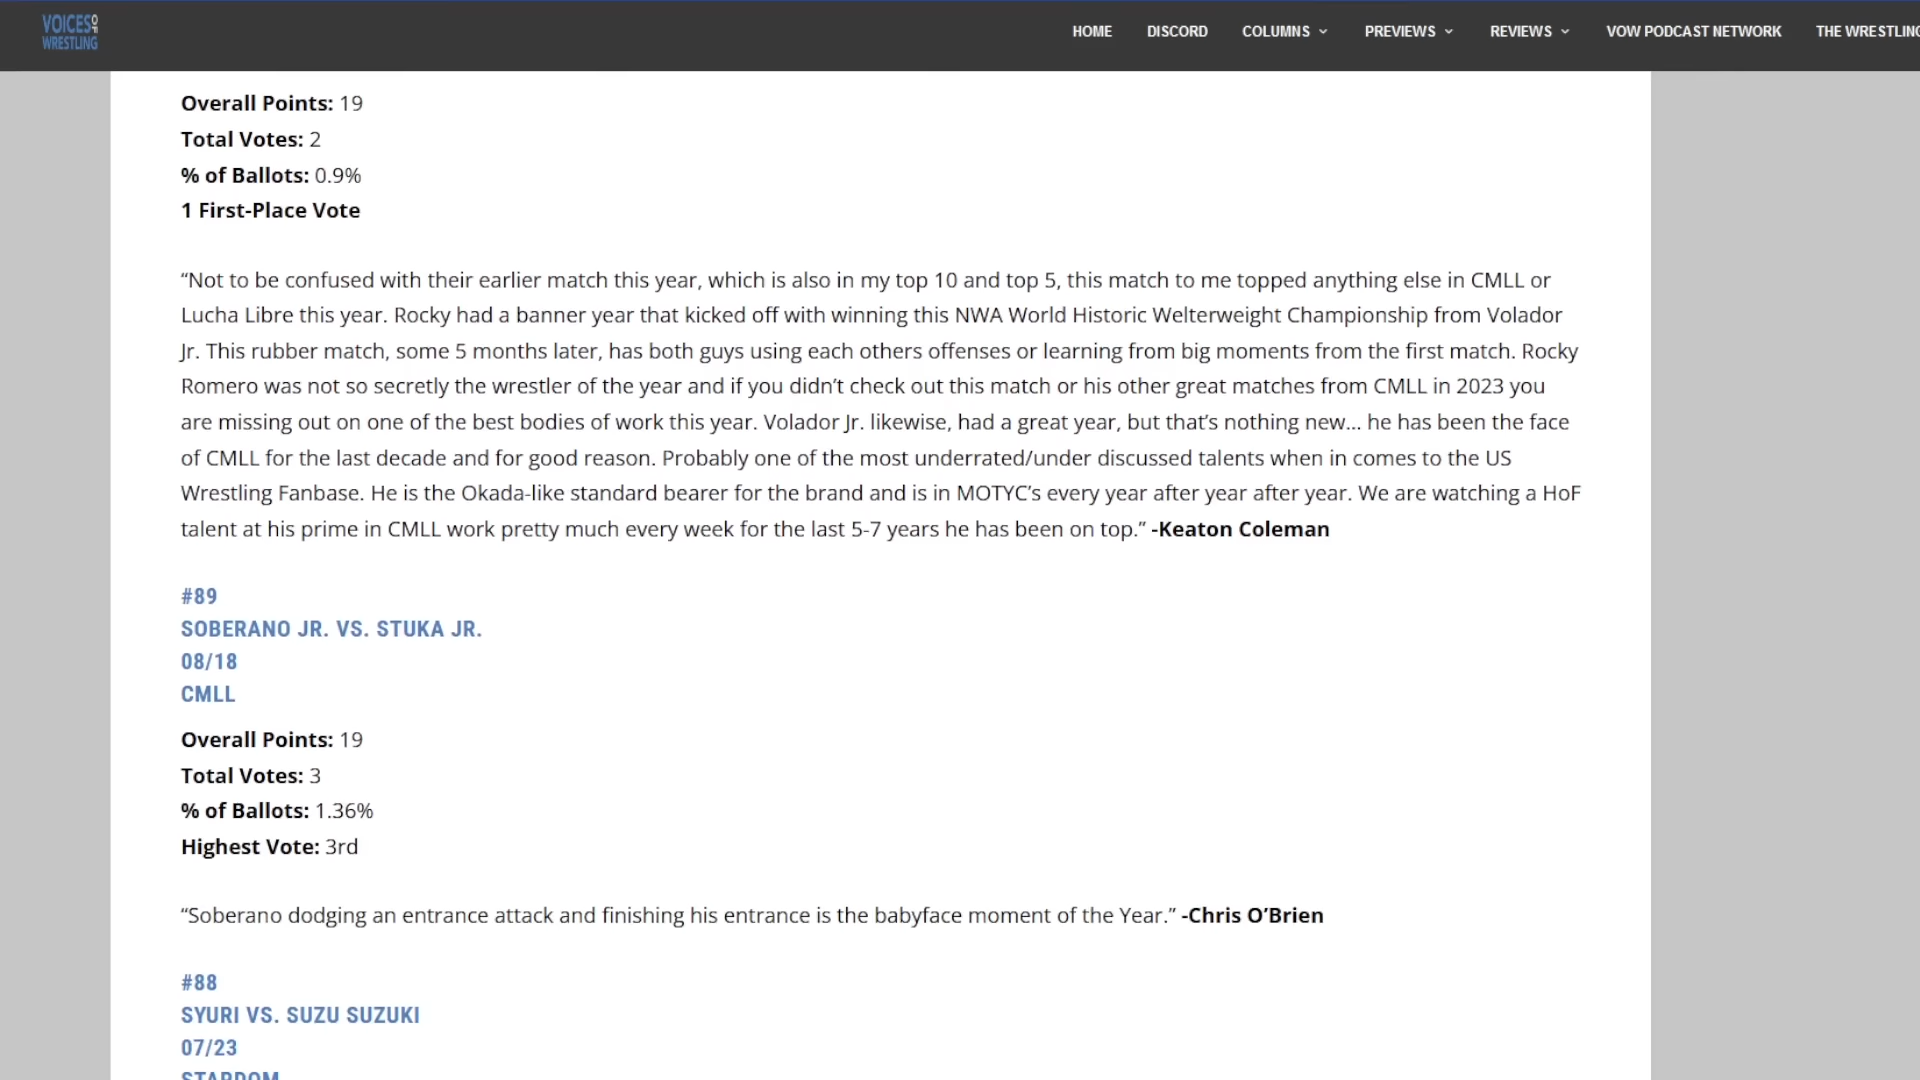 VOICES OF WRESTLING
HOME DISCORD COLUMNS PREVIEWS REVIEWS VOW PODCAST NETWORK THE WRESTLING
Overall Points: 19
Total Votes: 2
% of Ballots: 0.9%
1 First-Place Vote
“Not to be confused with their earlier match this year, which is also in my top 10 and top 5, this match to me topped anything else in CMLL or
Lucha Libre this year. Rocky had a banner year that kicked off with winning this NWA World Historic Welterweight Championship from Volador
Jr. This rubber match, some 5 months later, has both guys using each others offenses or learning from big moments from the first match. Rocky
Romero was not so secretly the wrestler of the year and if you didn’t check out this match or his other great matches from CMLL in 2023 you
are missing out on one of the best bodies of work this year. Volador Jr. likewise, had a great year, but that’s nothing new… he has been the face
of CMLL for the last decade and for good reason. Probably one of the most underrated/under discussed talents when in comes to the US
Wrestling Fanbase. He is the Okada-like standard bearer for the brand and is in MOTYC’s every year after year after year. We are watching a HoF
talent at his prime in CMLL work pretty much every week for the last 5-7 years he has been on top.” -Keaton Coleman
#89
SOBERANO JR. VS. STUKA JR.
08/18
CMLL
Overall Points: 19
Total Votes: 3
% of Ballots: 1.36%
Highest Vote: 3rd
“Soberano dodging an entrance attack and finishing his entrance is the babyface moment of the Year.” -Chris O’Brien
#88
SYURI VS. SUZU SUZUKI
07/23
STARDOM